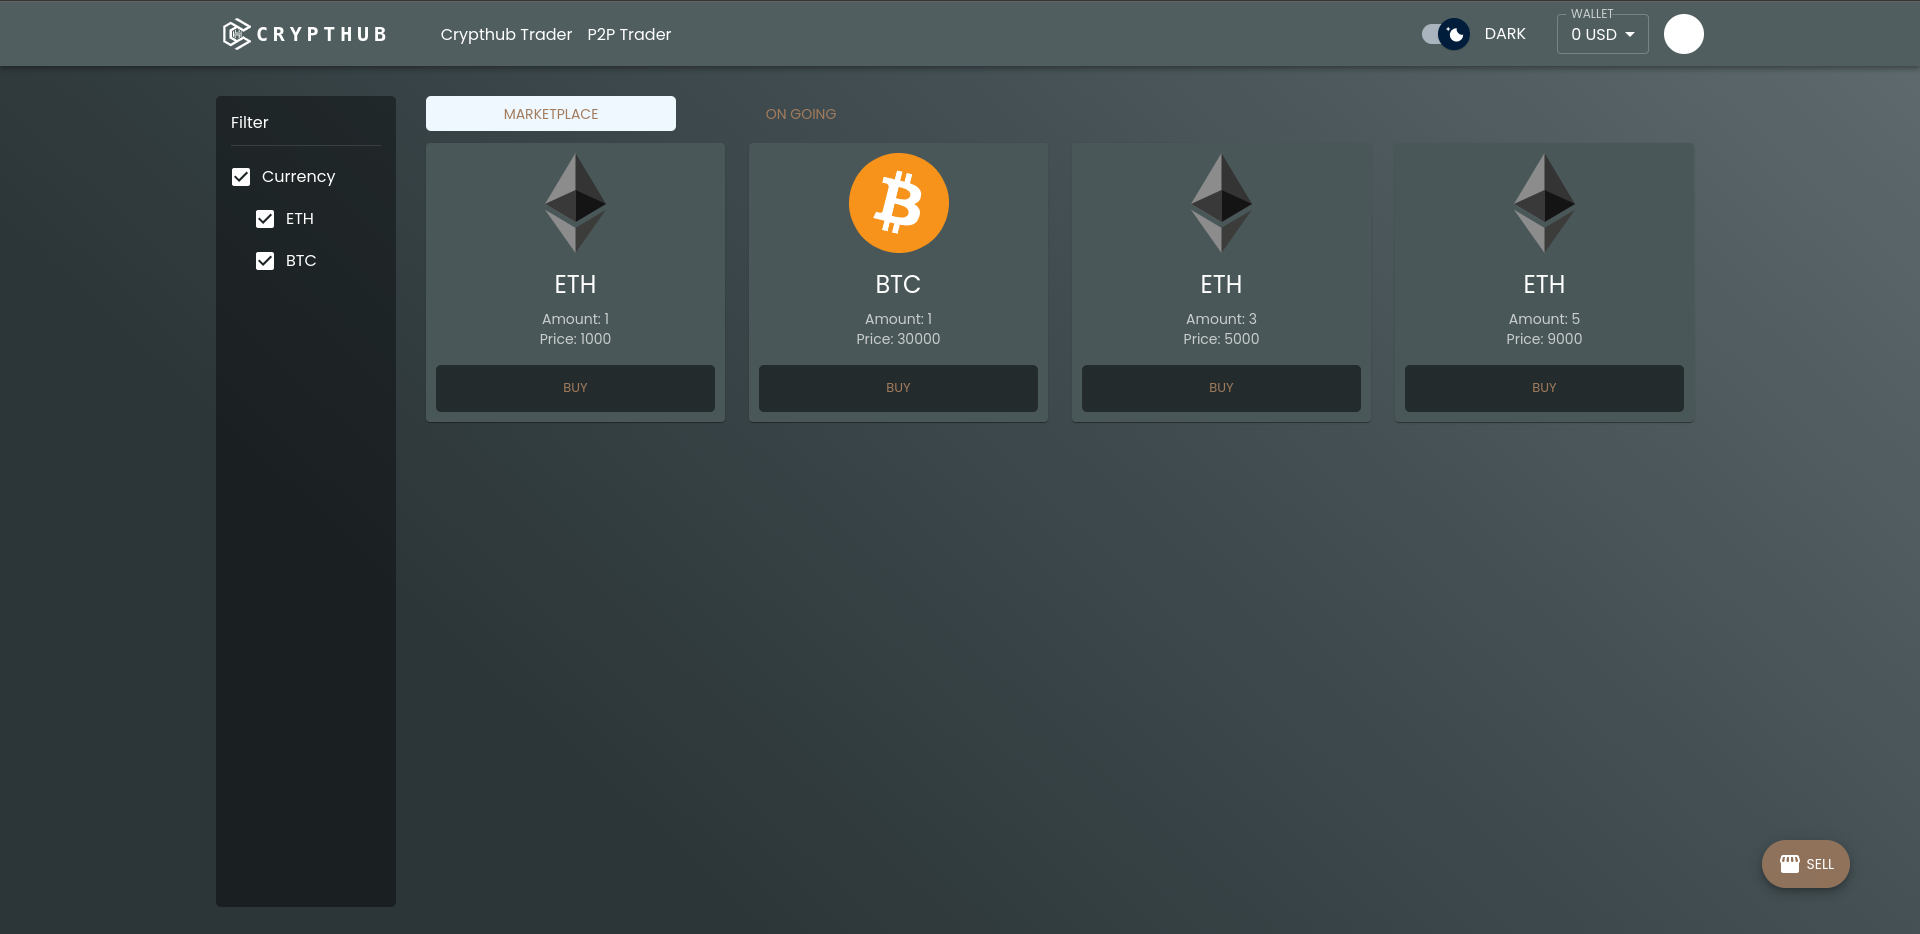 CRYPTHUB
Crypthub Trader P2P Trader
DARK
WALLET
0 USD
Filter
Currency
ETH
BTC
MARKETPLACE
ON GOING
ETH
Amount: 1
Price: 1000
BUY
BTC
Amount: 1
Price: 30000
BUY
ETH
Amount: 3
Price: 5000
BUY
ETH
Amount: 5
Price: 9000
BUY
SELL